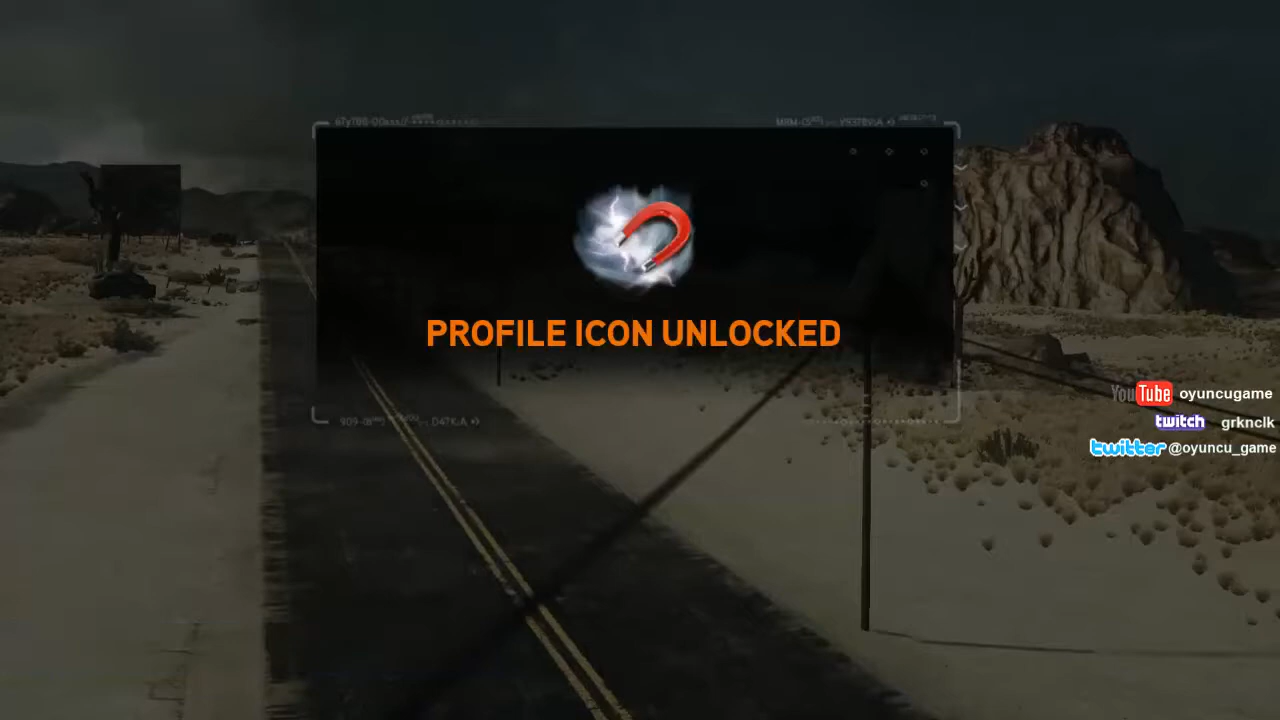 PROFILE ICON UNLOCKED
YouTube oyuncugame
twitch grknclk
twitter @oyuncu_game